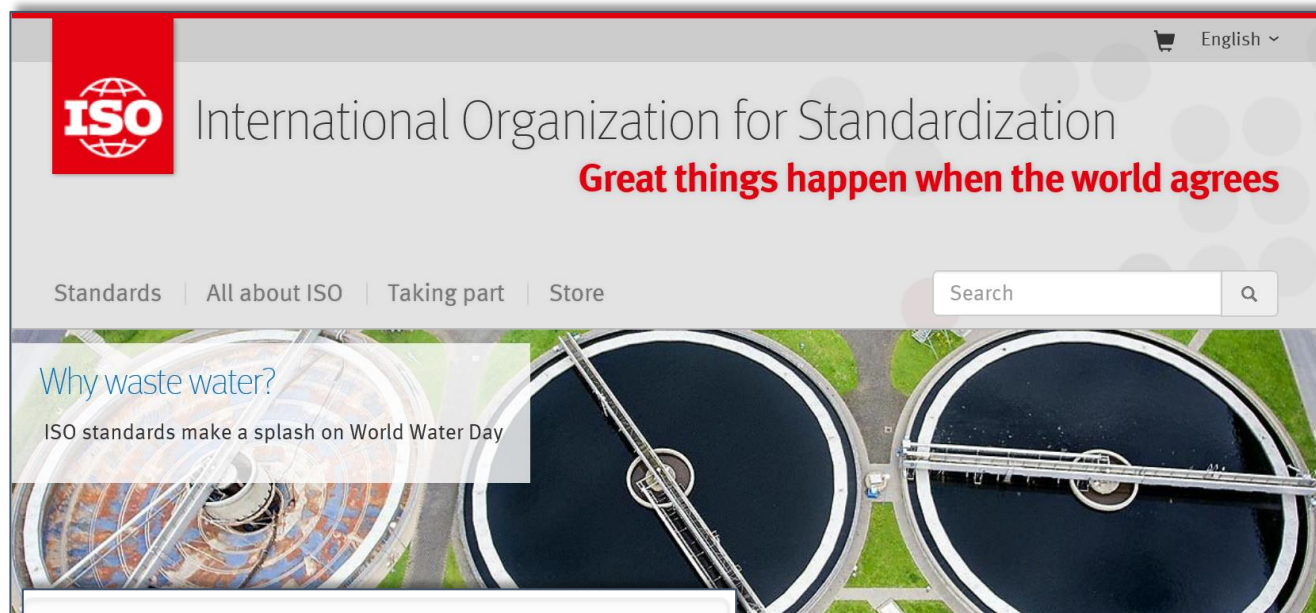 English
ISO
International Organization for Standardization
Great things happen when the world agrees
Standards
All about ISO
Taking part
Store
Search
Why waste water?
ISO standards make a splash on World Water Day